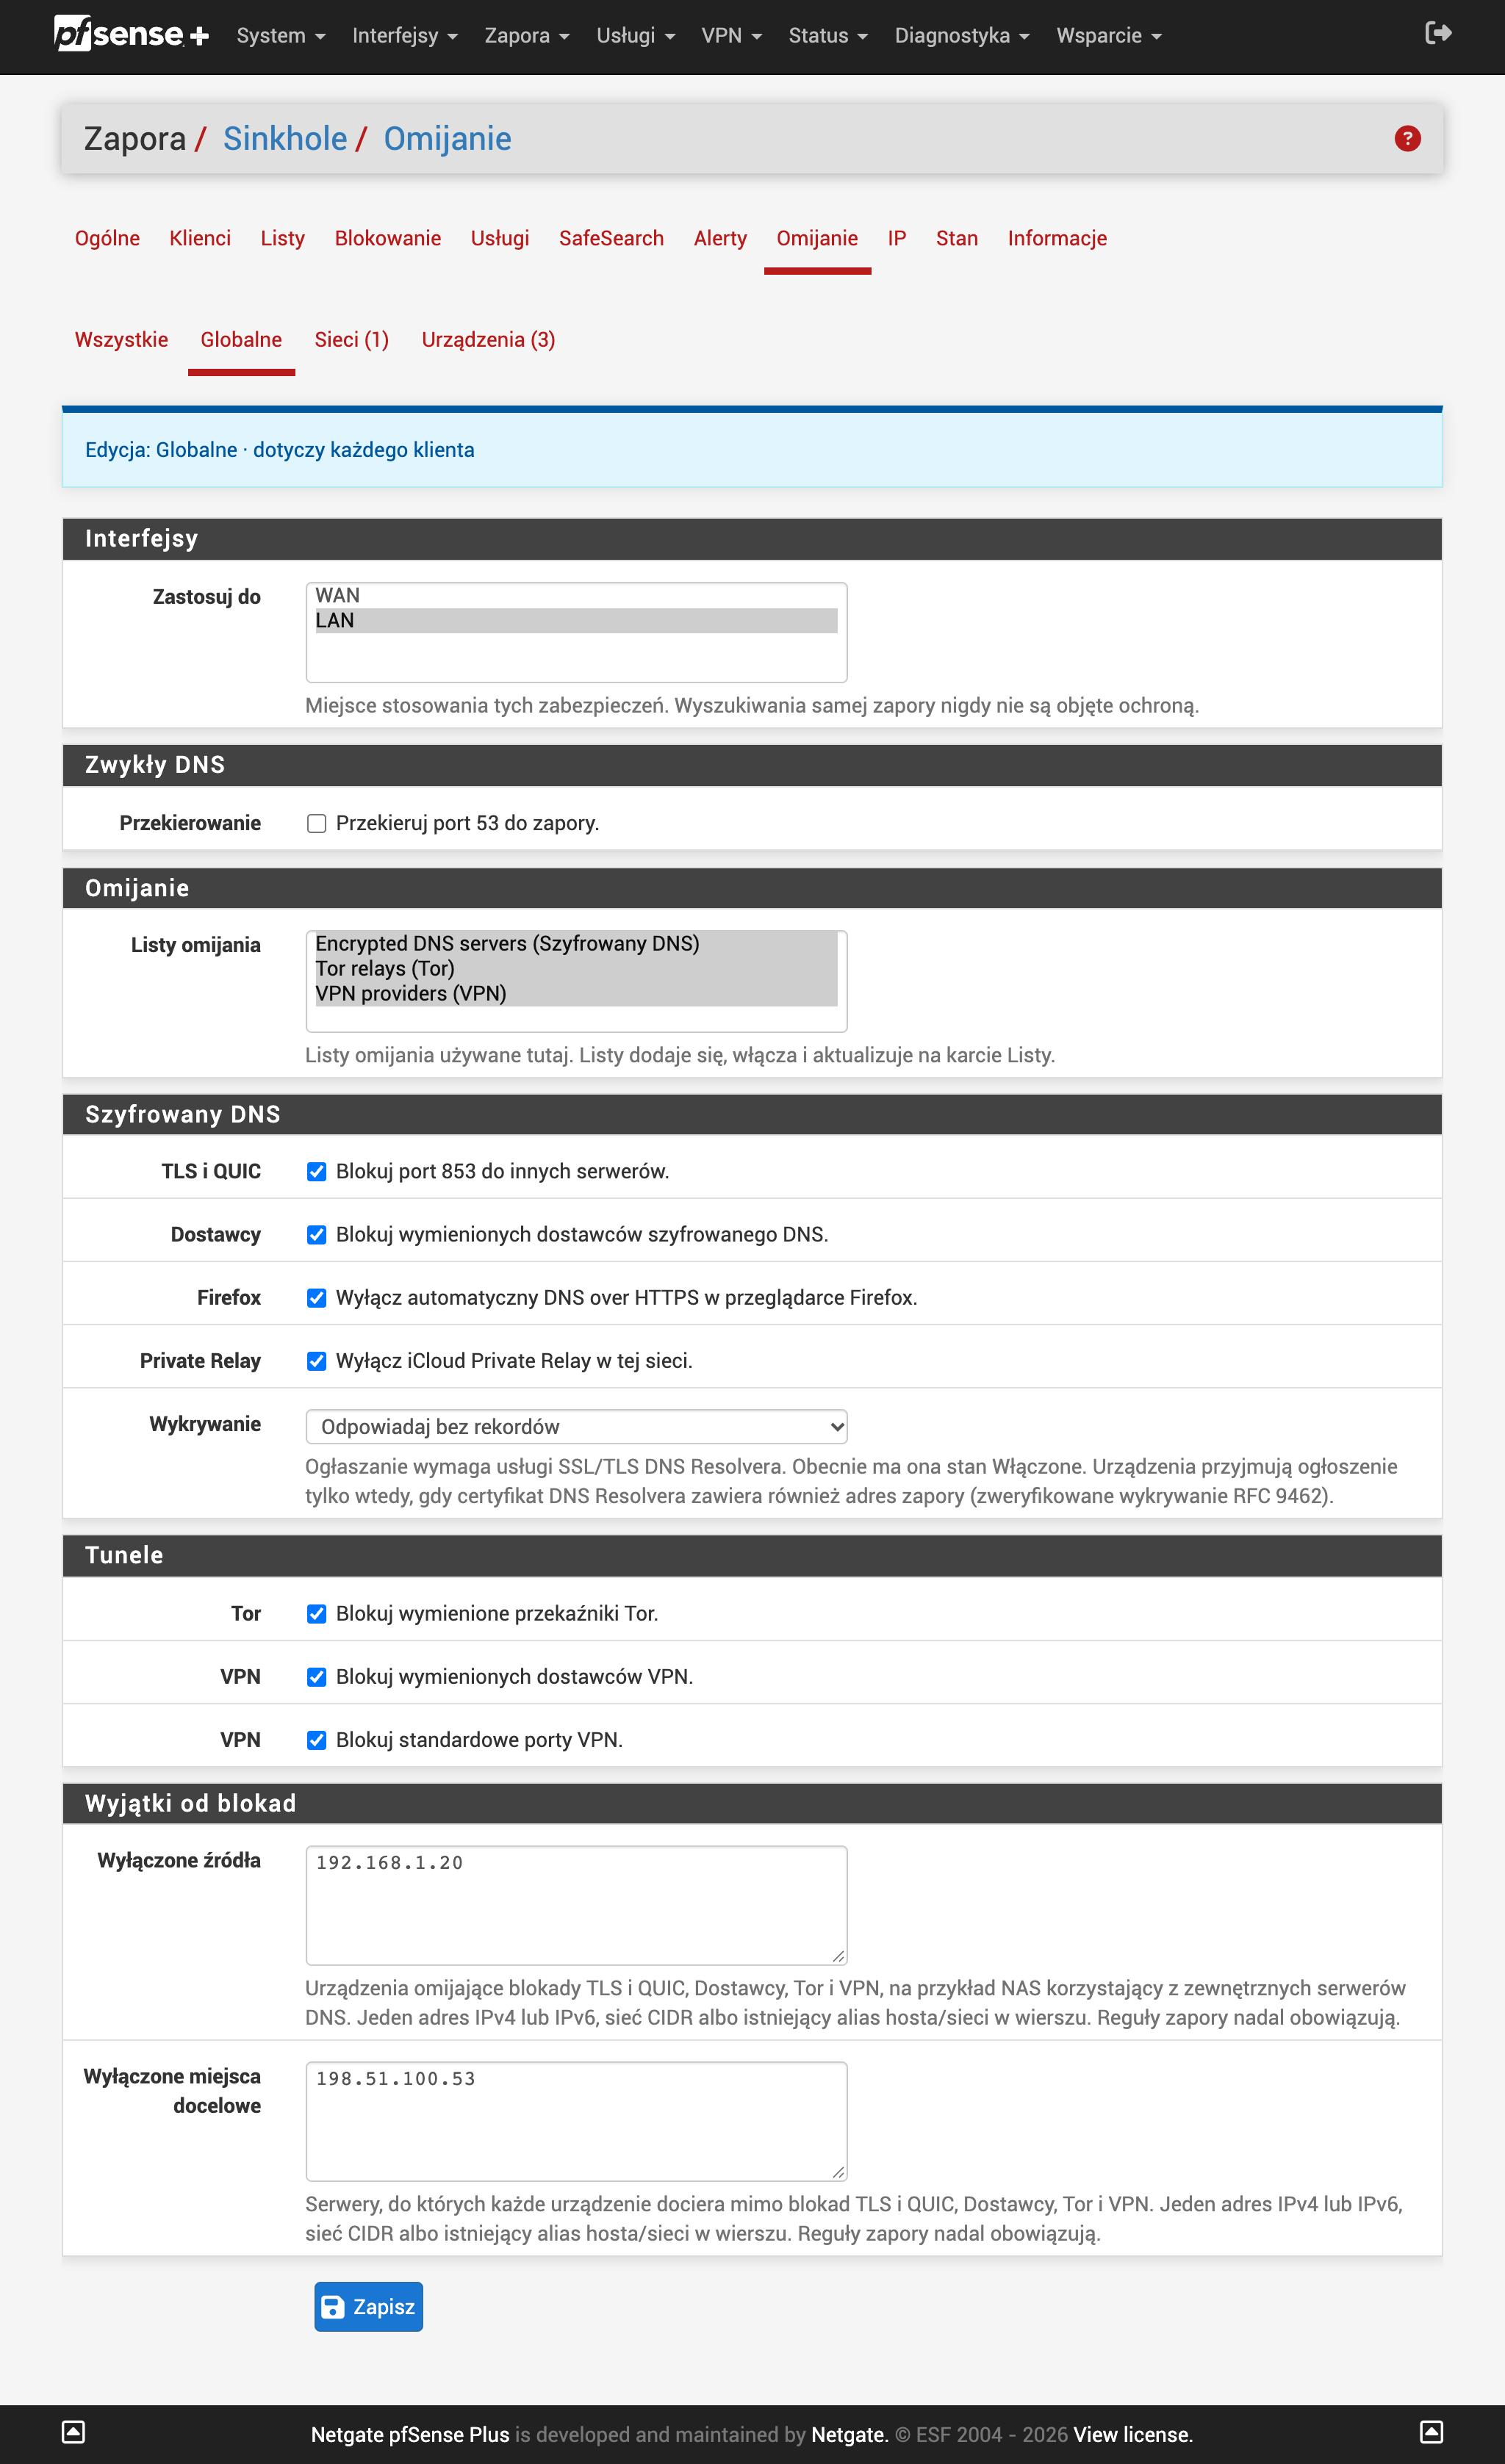 pfsense +
System
Interfejsy
Zapora
Usługi
VPN
Status
Diagnostyka
Wsparcie
Zapora / Sinkhole / Omijanie
?
Ogólne
Klienci
Listy
Blokowanie
Usługi
SafeSearch
Alerty
Omijanie
IP
Stan
Informacje
Wszystkie
Globalne
Sieci (1)
Urządzenia (3)
Edycja: Globalne · dotyczy każdego klienta
Interfejsy
Zastosuj do
WAN
LAN
Miejsce stosowania tych zabezpieczeń. Wyszukiwania samej zapory nigdy nie są objęte ochroną.
Zwykły DNS
Przekierowanie
Przekieruj port 53 do zapory.
Omijanie
Listy omijania
Encrypted DNS servers (Szyfrowany DNS)
Tor relays (Tor)
VPN providers (VPN)
Listy omijania używane tutaj. Listy dodaje się, włącza i aktualizuje na karcie Listy.
Szyfrowany DNS
TLS i QUIC
Blokuj port 853 do innych serwerów.
Dostawcy
Blokuj wymienionych dostawców szyfrowanego DNS.
Firefox
Wyłącz automatyczny DNS over HTTPS w przeglądarce Firefox.
Private Relay
Wyłącz iCloud Private Relay w tej sieci.
Wykrywanie
Odpowiadaj bez rekordów
Ogłaszanie wymaga usługi SSL/TLS DNS Resolvera. Obecnie ma ona stan Włączone. Urządzenia przyjmują ogłoszenie
tylko wtedy, gdy certyfikat DNS Resolvera zawiera również adres zapory (zweryfikowane wykrywanie RFC 9462).
Tunele
Tor
Blokuj wymienione przekaźniki Tor.
VPN
Blokuj wymienionych dostawców VPN.
VPN
Blokuj standardowe porty VPN.
Wyjątki od blokad
Wyłączone źródła
192.168.1.20
Urządzenia omijające blokady TLS i QUIC, Dostawcy, Tor i VPN, na przykład NAS korzystający z zewnętrznych serwerów
DNS. Jeden adres IPv4 lub IPv6, sieć CIDR albo istniejący alias hosta/sieci w wierszu. Reguły zapory nadal obowiązują.
Wyłączone miejsca
docelowe
198.51.100.53
Serwery, do których każde urządzenie dociera mimo blokad TLS i QUIC, Dostawcy, Tor i VPN. Jeden adres IPv4 lub IPv6,
sieć CIDR albo istniejący alias hosta/sieci w wierszu. Reguły zapory nadal obowiązują.
Zapisz
Netgate pfSense Plus is developed and maintained by Netgate. © ESF 2004 - 2026 View license.